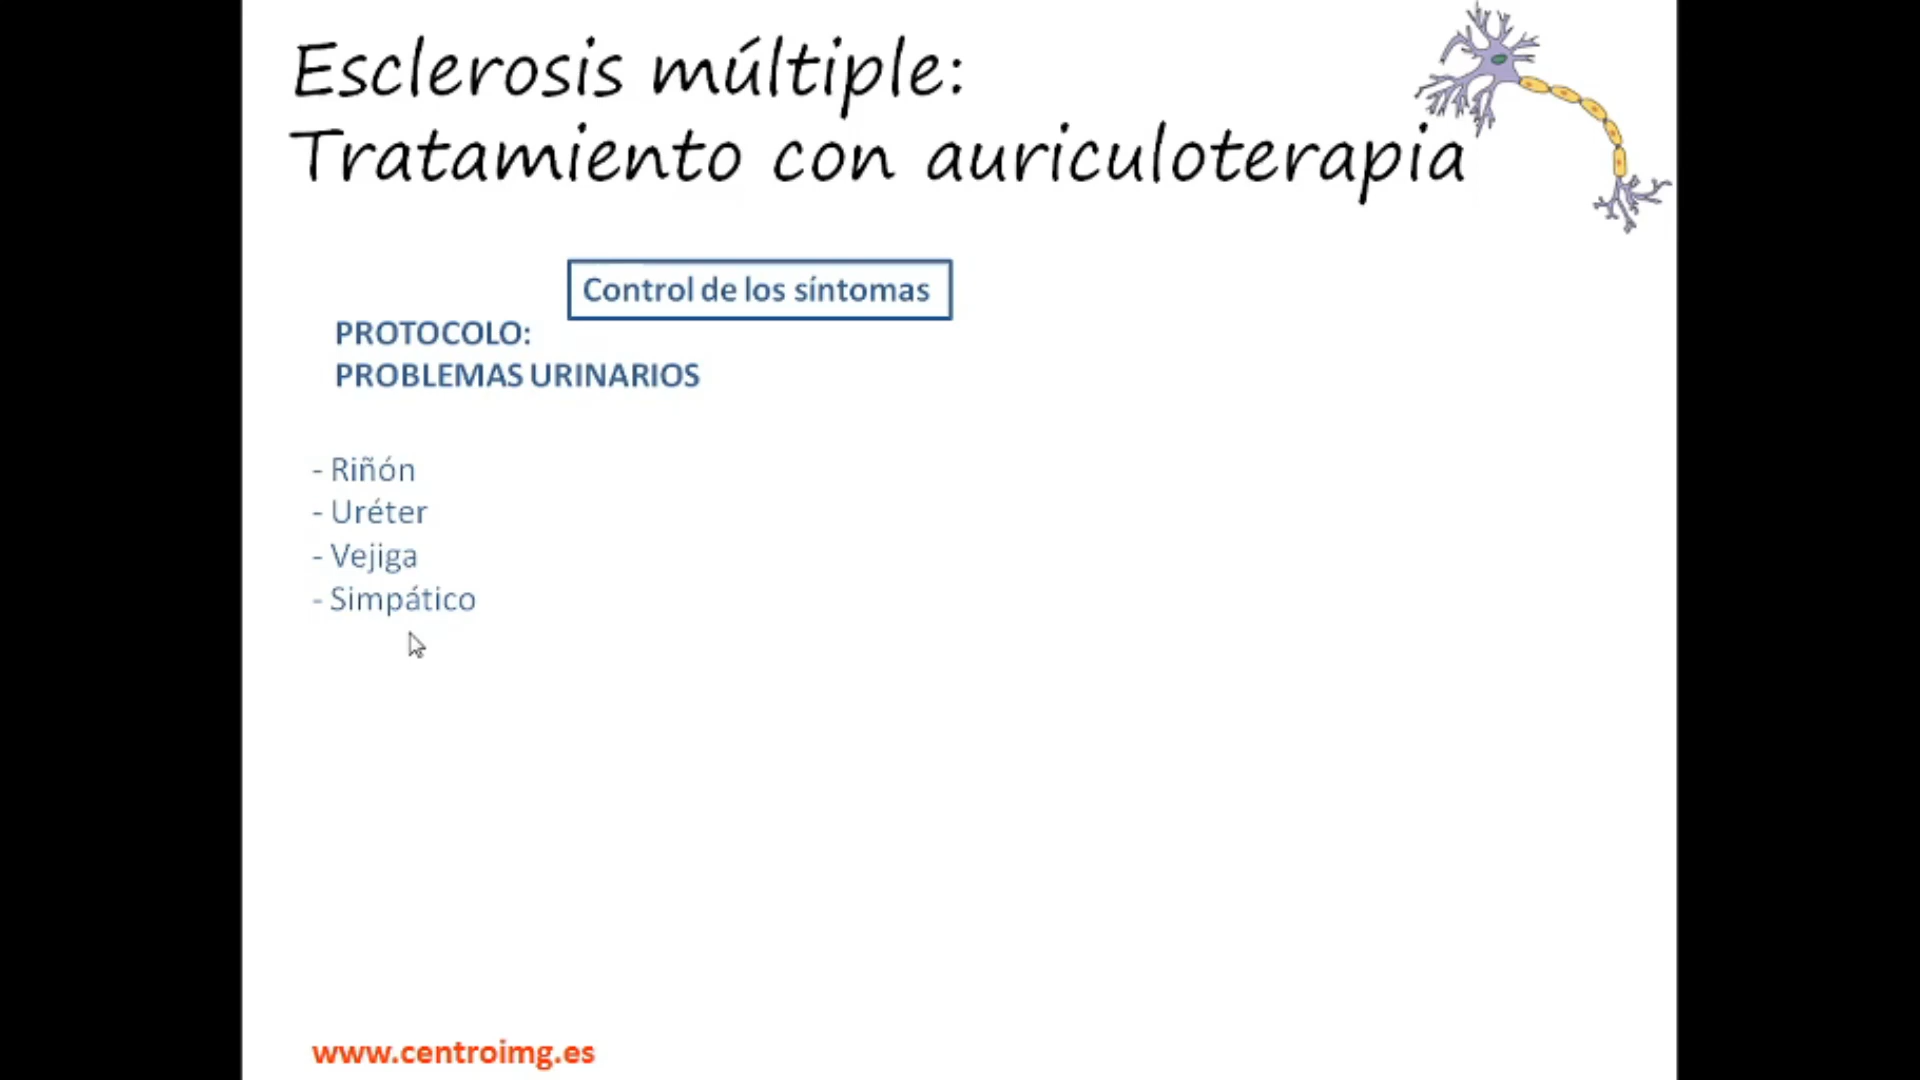 Esclerosis múltiple:
Tratamiento con auriculoterapia
Control de los síntomas
PROTOCOLO:
PROBLEMAS URINARIOS
- Riñón
- Uréter
- Vejiga
- Simpático
www.centroimg.es